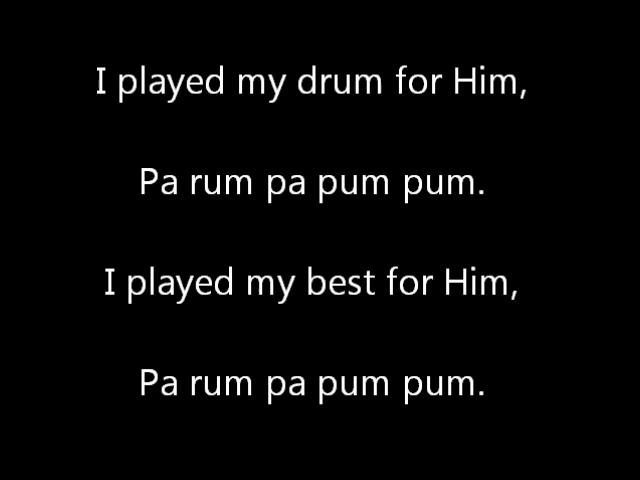 I played my drum for Him,
Pa rum pa pum pum.
I played my best for Him,
Pa rum pa pum pum.